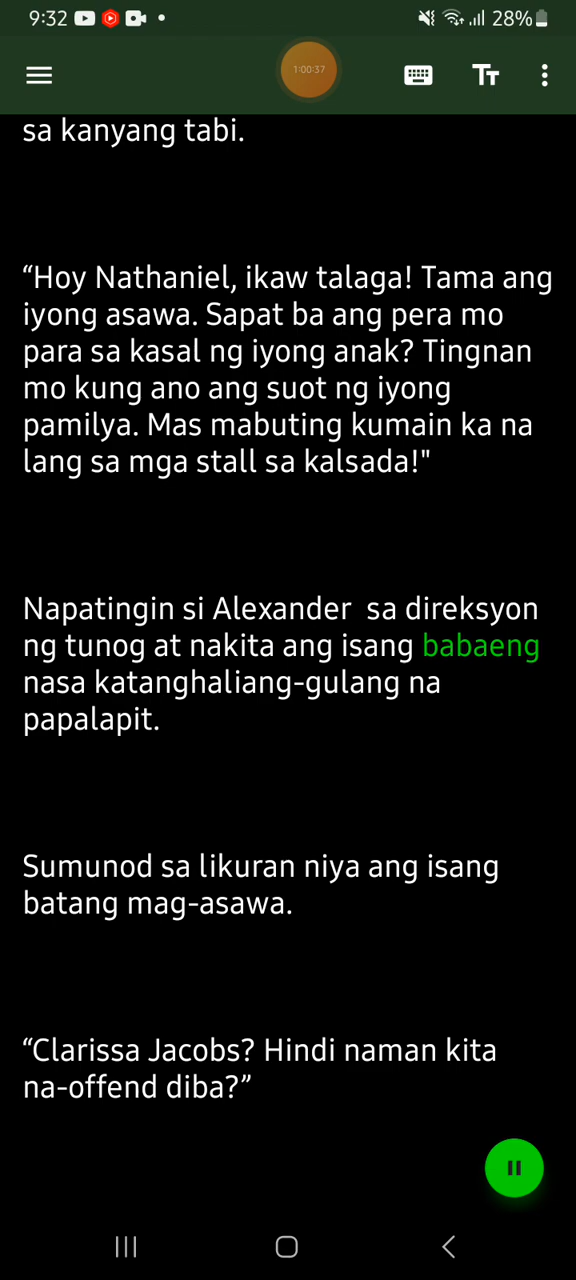 9:32
28%
1:00:37
Tт
sa kanyang tabi.
“Hoy Nathaniel, ikaw talaga! Tama ang
iyong asawa. Sapat ba ang pera mo
para sa kasal ng iyong anak? Tingnan
mo kung ano ang suot ng iyong
pamilya. Mas mabuting kumain ka na
lang sa mga stall sa kalsada!"
Napatingin si Alexander  sa direksyon
ng tunog at nakita ang isang babaeng
nasa katanghaliang-gulang na
papalapit.
Sumunod sa likuran niya ang isang
batang mag-asawa.
“Clarissa Jacobs? Hindi naman kita
na-offend diba?”